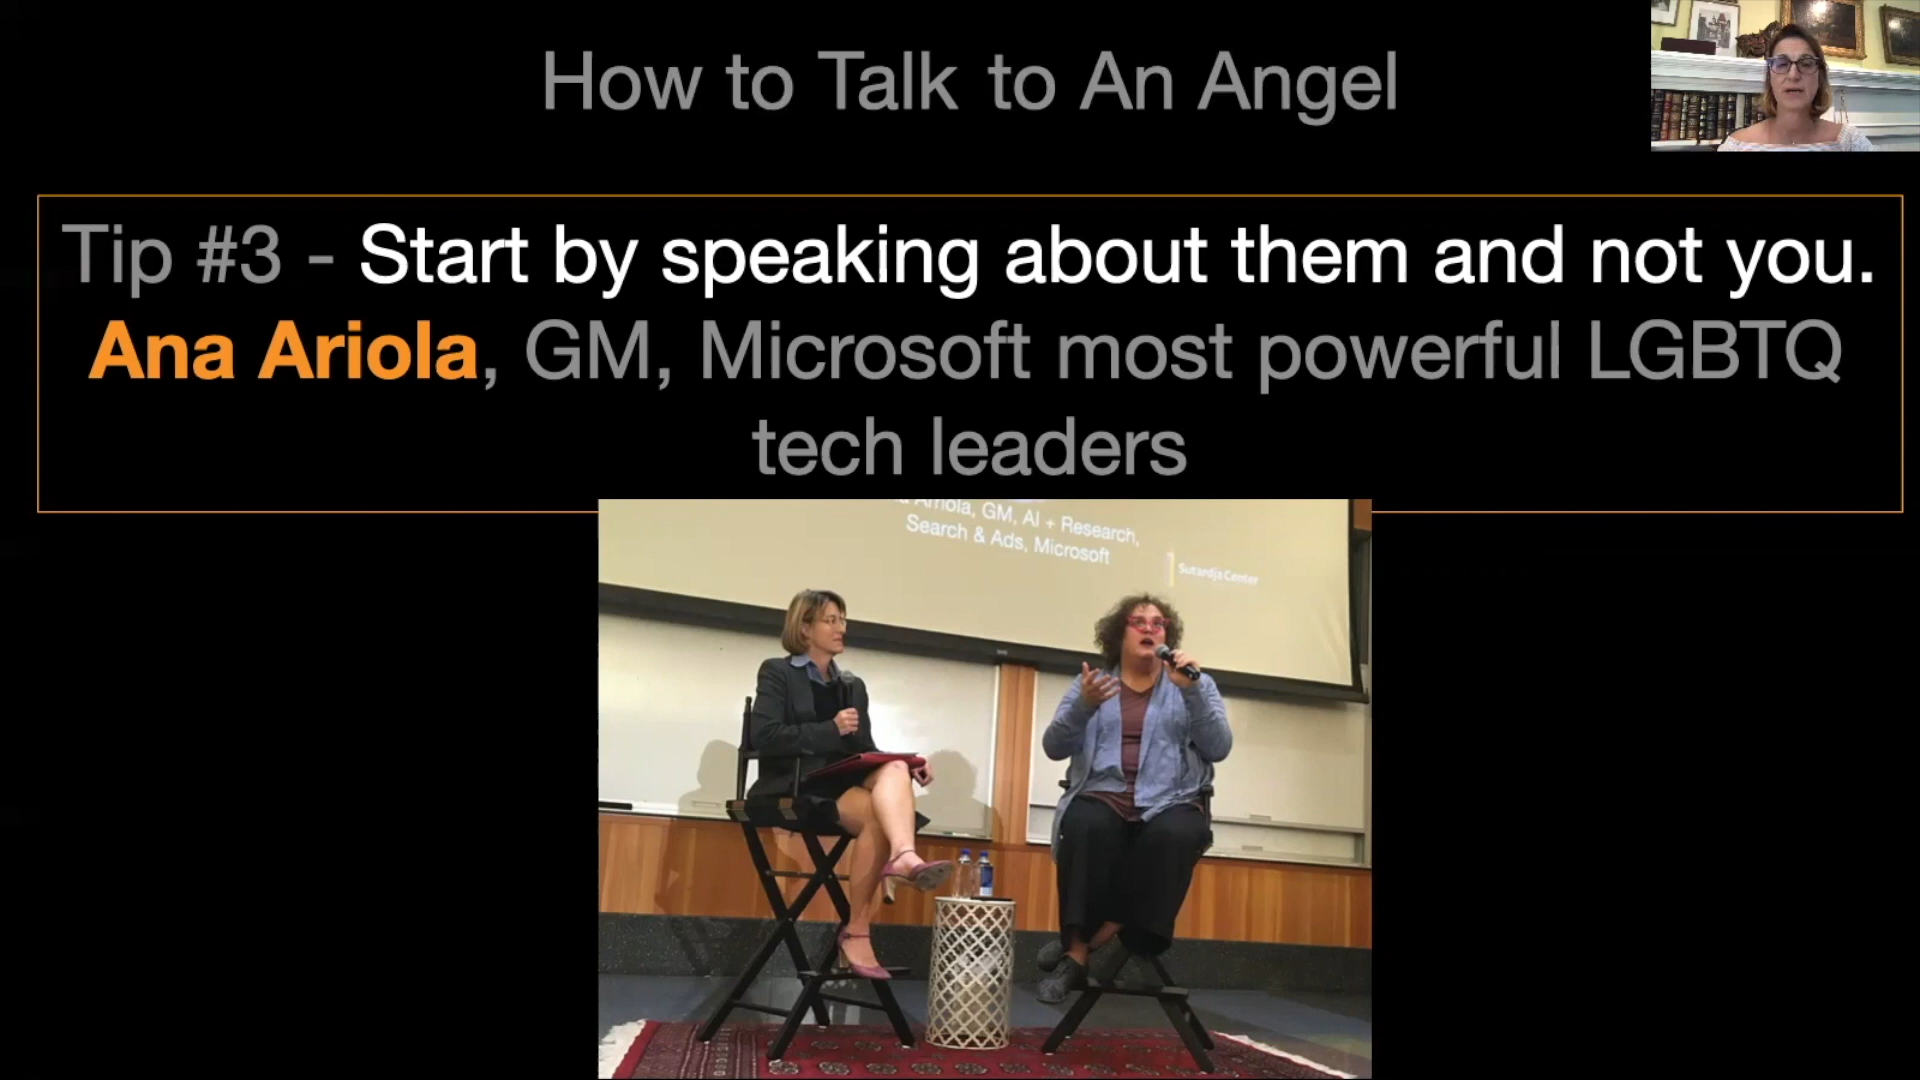 How to Talk to An Angel
Tip #3 - Start by speaking about them and not you.
Ana Ariola, GM, Microsoft most powerful LGBTQ
tech leaders
Arriola, GM, AI + Research,
Search & Ads, Microsoft
Sutardja Center